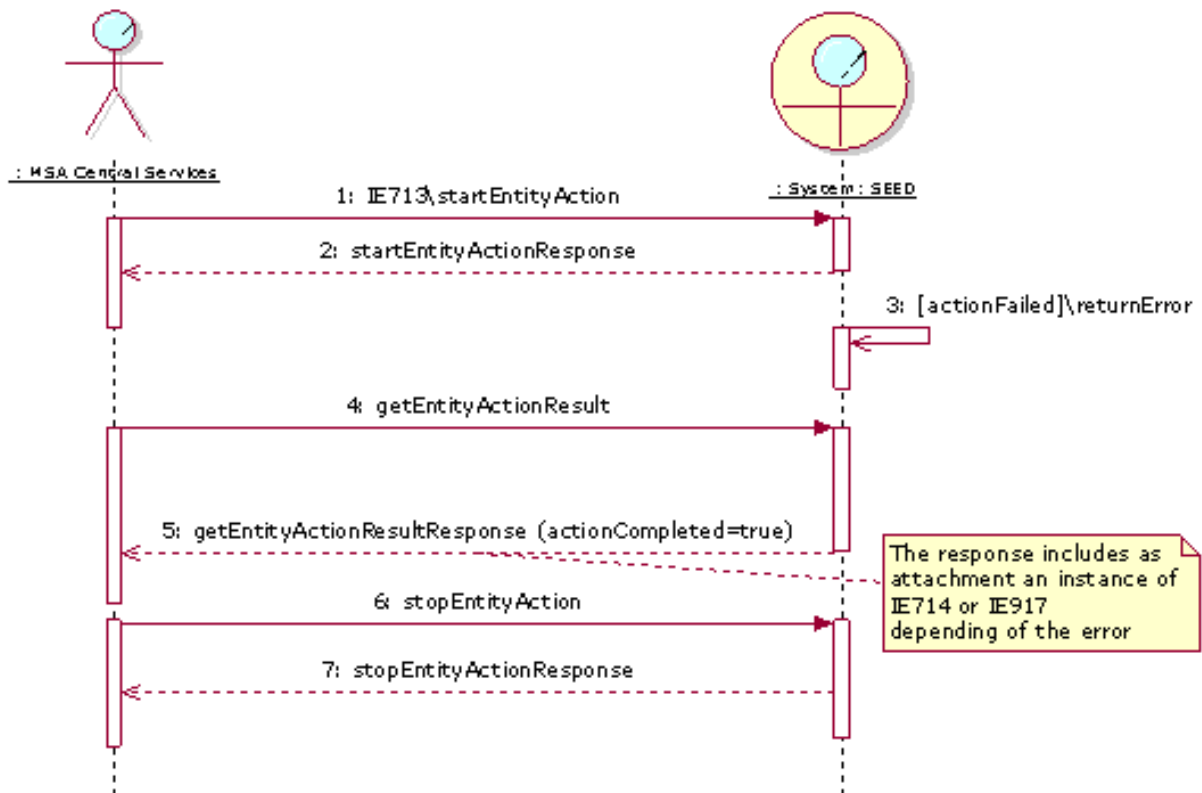 : MSA Central Services
: System : SEED
1: IE713\startEntityAction
2: startEntityActionResponse
3: [actionFailed]\returnError
4: getEntityActionResult
5: getEntityActionResultResponse (actionCompleted=true)
The response includes as
attachment an instance of
IE714 or IE917
depending of the error
6: stopEntityAction
7: stopEntityActionResponse